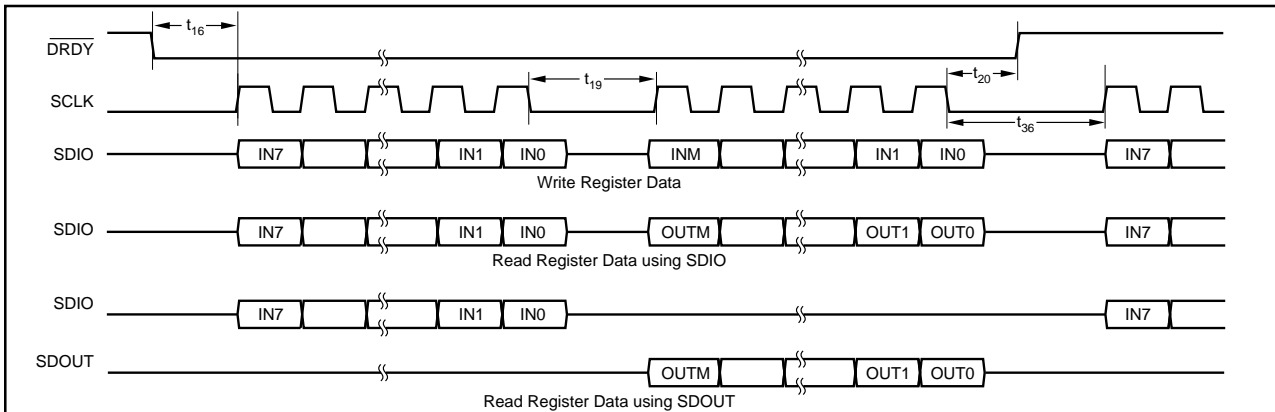 t16
DRDY
t19
t20
SCLK
t36
SDIO IN7 IN1 IN0 INM IN1 IN0 IN7
Write Register Data
SDIO IN7 IN1 IN0 OUTM OUT1 OUT0 IN7
Read Register Data using SDIO
SDIO IN7 IN1 IN0 IN7
SDOUT OUTM OUT1 OUT0
Read Register Data using SDOUT